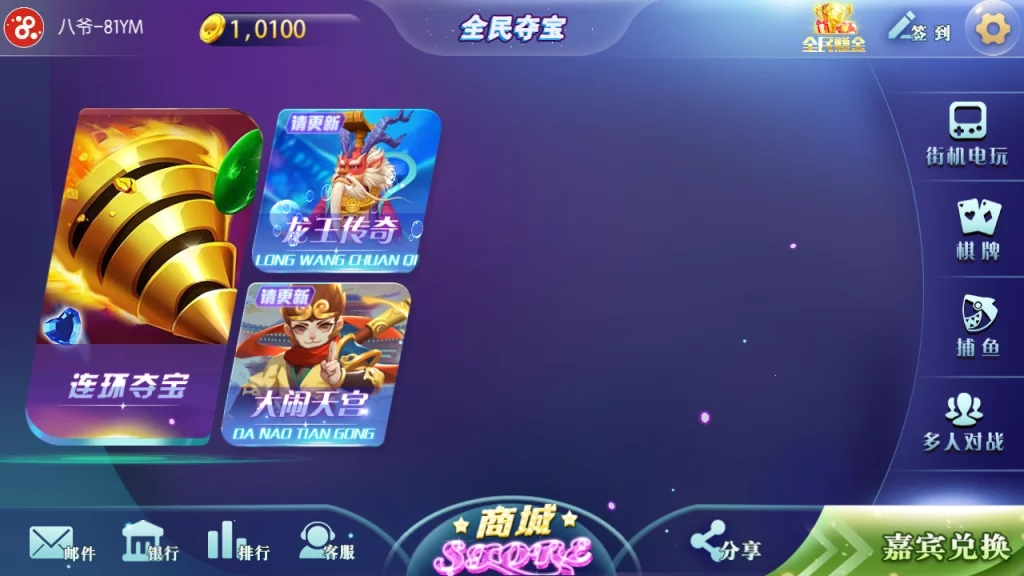 八爷-81YM
1,0100
全民夺宝
全民赚金
签到
请更新
龙王传奇
LONG WANG CHUAN QI
连环夺宝
请更新
大闹天宫
DA NAO TIAN GONG
街机电玩
棋牌
捕鱼
多人对战
邮件
银行
排行
客服
商城
分享
嘉宾兑换